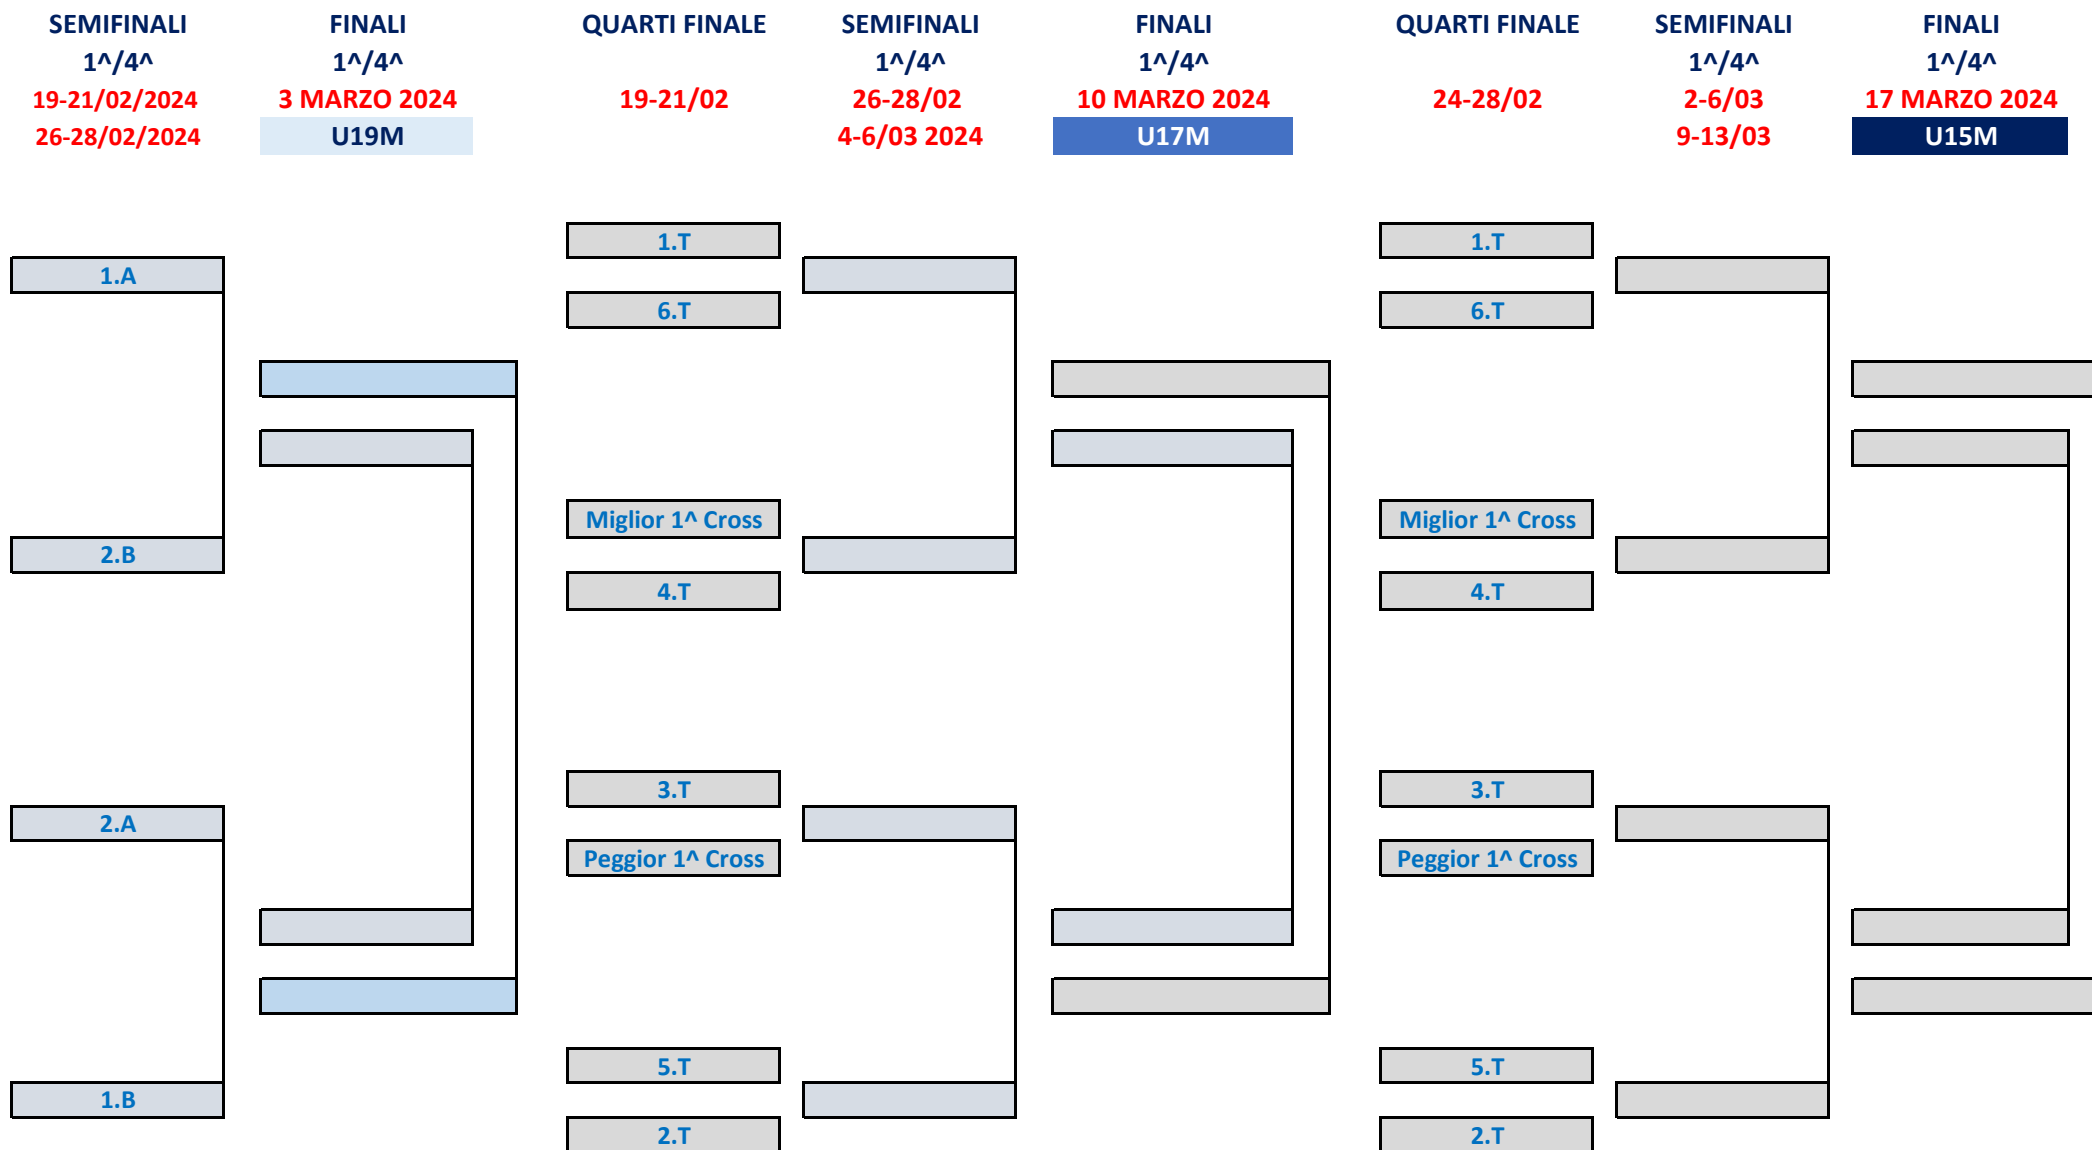 SEMIFINALI FINALI QUARTI FINALE SEMIFINALI FINALI QUARTI FINALE SEMIFINALI FINALI
1^/4^ 1^/4^ 1^/4^ 1^/4^ 1^/4^ 1^/4^
19-21/02/2024 3 MARZO 2024 19-21/02 26-28/02 10 MARZO 2024 24-28/02 2-6/03 17 MARZO 2024
26-28/02/2024 U19M 4-6/03 2024 U17M 9-13/03 U15M
1.T 1.T
1.A
6.T 6.T
Miglior 1^ Cross Miglior 1^ Cross
2.B
4.T 4.T
3.T 3.T
2.A
Peggior 1^ Cross Peggior 1^ Cross
5.T 5.T
1.B
2.T 2.T